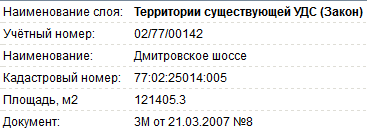 Наименование слоя: Территории существующей УДС (Закон)
Учётный номер: 02/77/00142
Наименование: Дмитровское шоссе
Кадастровый номер: 77:02:25014:005
Площадь, м2 121405.3
Документ: ЗМ от 21.03.2007 №8